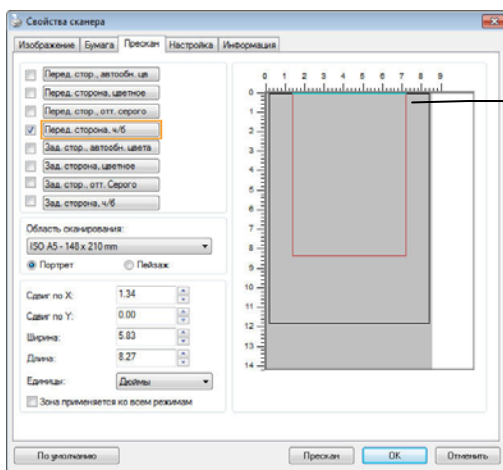 Свойства сканера
Изображение Бумага Прескан Настройка Информация
Перед. стор., автообн. цв
Перед. сторона, цветное
Перед. стор., отт. серого
Перед. сторона, ч/б
Зад. стор., автообн. цвета
Зад. сторона, цветное
Зад. стор., отт. Серого
Зад. сторона, ч/б
Область сканирования:
ISO A5 - 148 x 210 mm
Портрет Пейзаж
Сдвиг по X: 1.34
Сдвиг по Y: 0.00
Ширина: 5.83
Длина: 8.27
Единицы: Дюймы
Зона применяется ко всем режимам
0 1 2 3 4 5 6 7 8 9
0
1
2
3
4
5
6
7
8
9
10
11
12
13
14
По умолчанию Прескан OK Отменить